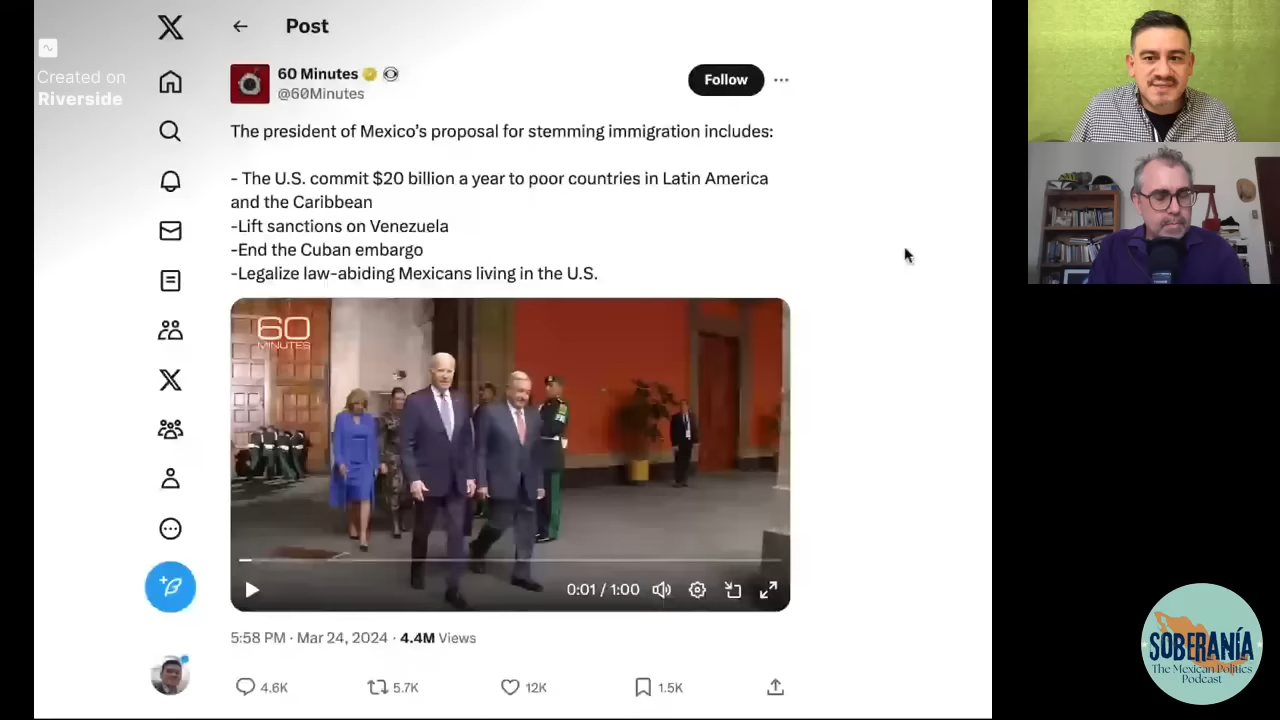 Created on
Riverside
Post
60 Minutes
@60Minutes
Follow
The president of Mexico’s proposal for stemming immigration includes:
- The U.S. commit $20 billion a year to poor countries in Latin America
and the Caribbean
-Lift sanctions on Venezuela
-End the Cuban embargo
-Legalize law-abiding Mexicans living in the U.S.
60
MINUTES
0:01 / 1:00
5:58 PM · Mar 24, 2024 · 4.4M Views
4.6K
5.7K
12K
1.5K
SOBERANÍA
The Mexican Politics
Podcast